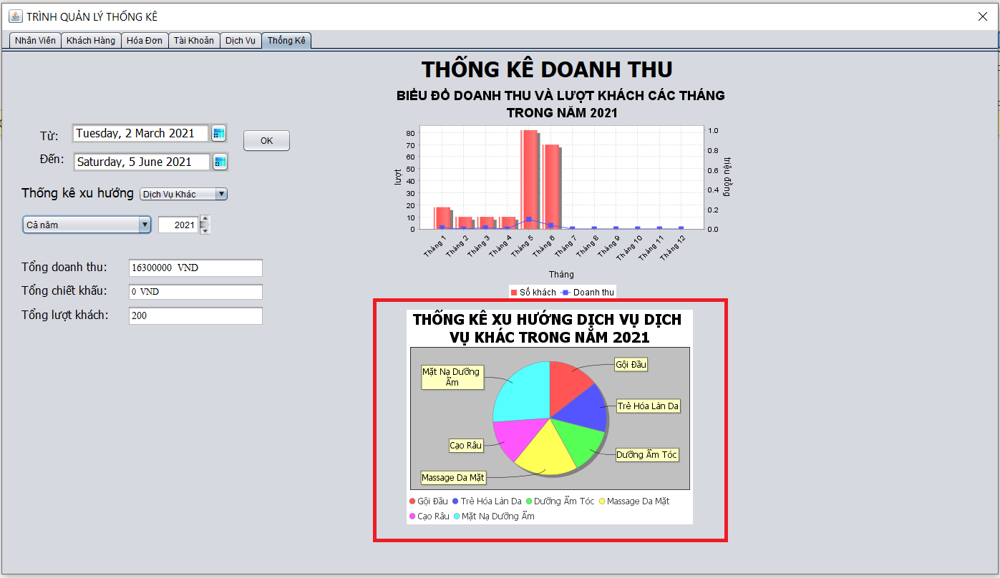 TRÌNH QUẢN LÝ THỐNG KÊ
Nhân Viên Khách Hàng Hóa Đơn Tài Khoản Dịch Vụ Thống Kê
THỐNG KÊ DOANH THU
BIỂU ĐỒ DOANH THU VÀ LƯỢT KHÁCH CÁC THÁNG
TRONG NĂM 2021
Từ: Tuesday, 2 March 2021
OK
Đến: Saturday, 5 June 2021
Thống kê xu hướng Dịch Vụ Khác
Cả năm 2021
Tổng doanh thu: 16300000 VND
Tổng chiết khấu: 0 VND
Tổng lượt khách: 200
lượt
80
70
60
50
40
30
20
10
0
triệu đồng
1.0
0.8
0.6
0.4
0.2
0.0
Tháng 1
Tháng 2
Tháng 3
Tháng 4
Tháng 5
Tháng 6
Tháng 7
Tháng 8
Tháng 9
Tháng 10
Tháng 11
Tháng 12
Tháng
Số khách Doanh thu
THỐNG KÊ XU HƯỚNG DỊCH VỤ DỊCH
VỤ KHÁC TRONG NĂM 2021
Gội Đầu
Mặt Nạ Dưỡng
Ẩm
Trẻ Hóa Làn Da
Cạo Râu
Dưỡng Ẩm Tóc
Massage Da Mặt
Gội Đầu Trẻ Hóa Làn Da Dưỡng Ẩm Tóc Massage Da Mặt
Cạo Râu Mặt Nạ Dưỡng Ẩm